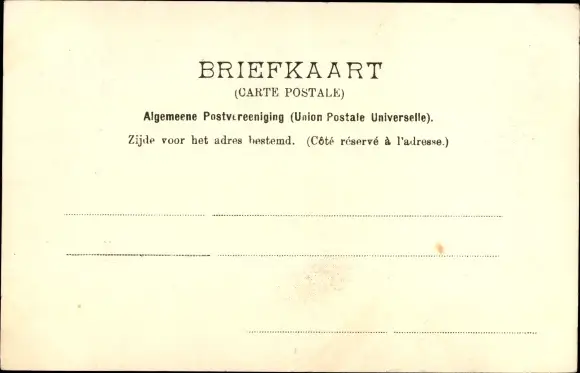 BRIEFKAART
(CARTE POSTALE)
Algemeene Postvereeniging (Union Postale Universelle).
Zijde voor het adres bestemd. (Côté réservé à l'adresse.)